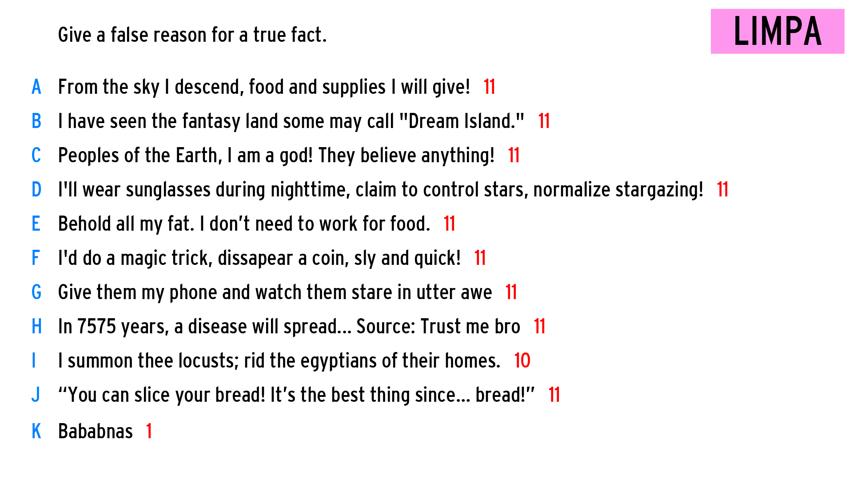 Give a false reason for a true fact.
LIMPA
A From the sky I descend, food and supplies I will give! 11
B I have seen the fantasy land some may call "Dream Island." 11
C Peoples of the Earth, I am a god! They believe anything! 11
D I'll wear sunglasses during nighttime, claim to control stars, normalize stargazing! 11
E Behold all my fat. I don’t need to work for food. 11
F I'd do a magic trick, dissapear a coin, sly and quick! 11
G Give them my phone and watch them stare in utter awe 11
H In 7575 years, a disease will spread... Source: Trust me bro 11
I I summon thee locusts; rid the egyptians of their homes. 10
J “You can slice your bread! It’s the best thing since... bread!” 11
K Bababnas 1